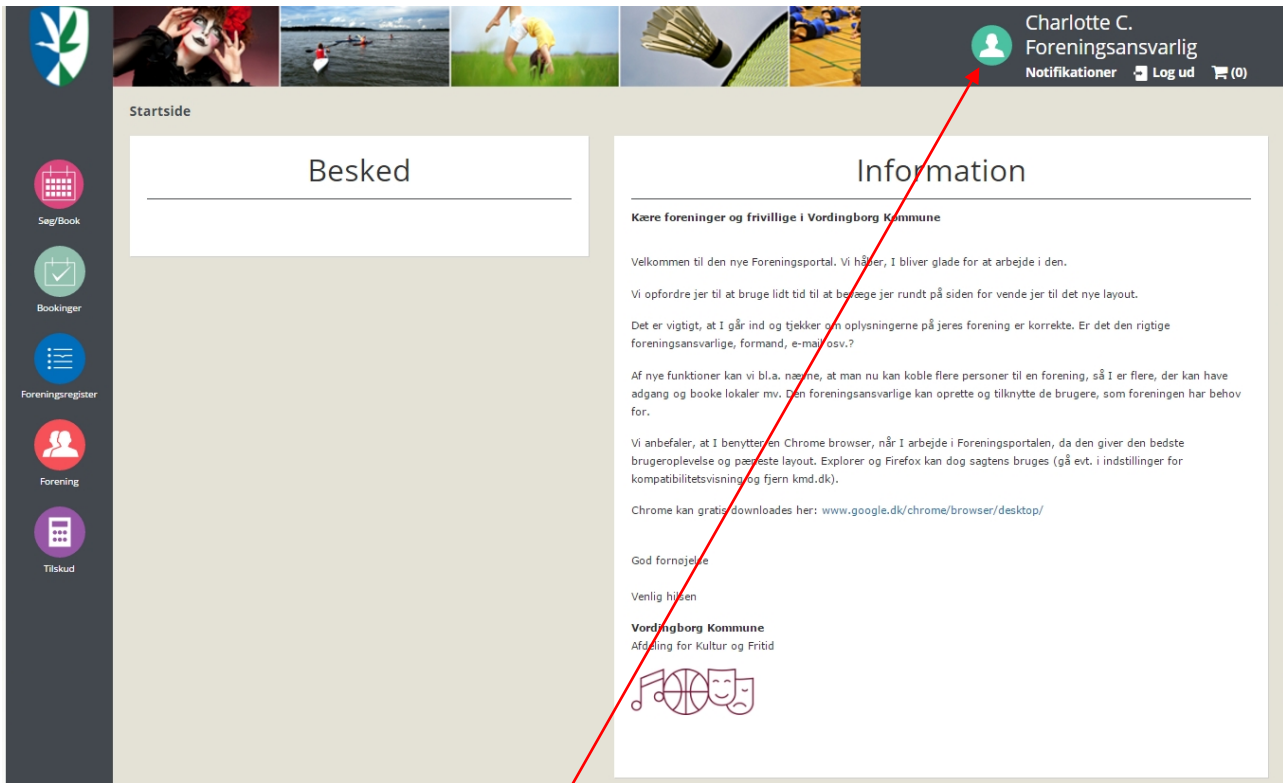 Charlotte C.
Foreningsansvarlig
Notifikationer Log ud (0)
Startside
Søg/Book
Bookinger
Foreningsregister
Forening
Tilskud
Besked
Information
Kære foreninger og frivillige i Vordingborg Kommune
Velkommen til den nye Foreningsportal. Vi håber, I bliver glade for at arbejde i den.
Vi opfordre jer til at bruge lidt tid til at bevæge jer rundt på siden for vende jer til det nye layout.
Det er vigtigt, at I går ind og tjekker om oplysningerne på jeres forening er korrekte. Er det den rigtige
foreningsansvarlige, formand, e-mail osv.?
Af nye funktioner kan vi bl.a. nævne, at man nu kan koble flere personer til en forening, så I er flere, der kan have
adgang og booke lokaler mv. Den foreningsansvarlige kan oprette og tilknytte de brugere, som foreningen har behov
for.
Vi anbefaler, at I benytter en Chrome browser, når I arbejde i Foreningsportalen, da den giver den bedste
brugeroplevelse og pæneste layout. Explorer og Firefox kan dog sagtens bruges (gå evt. i indstillinger for
kompatibilitetsvisning og fjern kmd.dk).
Chrome kan gratis downloades her: www.google.dk/chrome/browser/desktop/
God fornøjelse
Venlig hilsen
Vordingborg Kommune
Afdeling for Kultur og Fritid